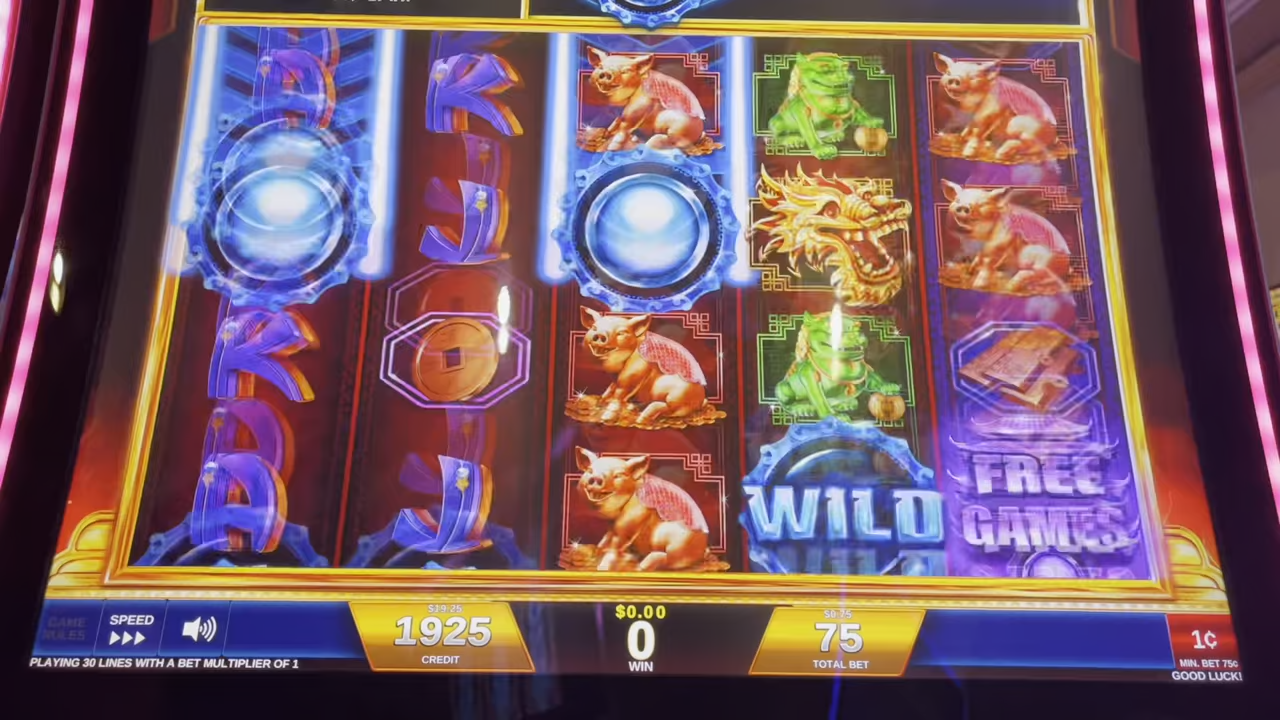 K
J
K
A
J
WILD
FREE
GAMES
GAME
RULES
SPEED
$19.25
1925
CREDIT
$0.00
0
WIN
$0.75
75
TOTAL BET
1¢
MIN. BET 75¢
GOOD LUCK!
PLAYING 30 LINES WITH A BET MULTIPLIER OF 1